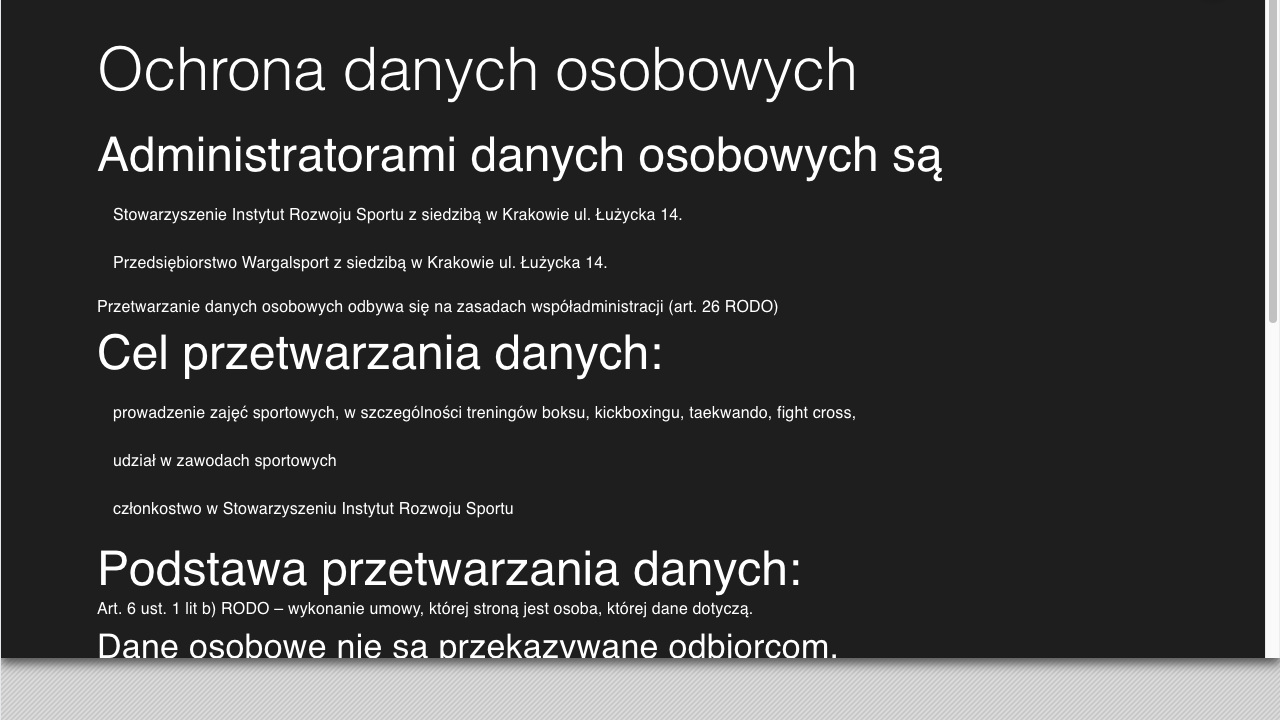 Ochrona danych osobowych
Administratorami danych osobowych są
Stowarzyszenie Instytut Rozwoju Sportu z siedzibą w Krakowie ul. Łużycka 14.
Przedsiębiorstwo Wargalsport z siedzibą w Krakowie ul. Łużycka 14.
Przetwarzanie danych osobowych odbywa się na zasadach współadministracji (art. 26 RODO)
Cel przetwarzania danych:
prowadzenie zajęć sportowych, w szczególności treningów boksu, kickboxingu, taekwando, fight cross,
udział w zawodach sportowych
członkostwo w Stowarzyszeniu Instytut Rozwoju Sportu
Podstawa przetwarzania danych:
Art. 6 ust. 1 lit b) RODO – wykonanie umowy, której stroną jest osoba, której dane dotyczą.
Dane osobowe nie są przekazywane odbiorcom.